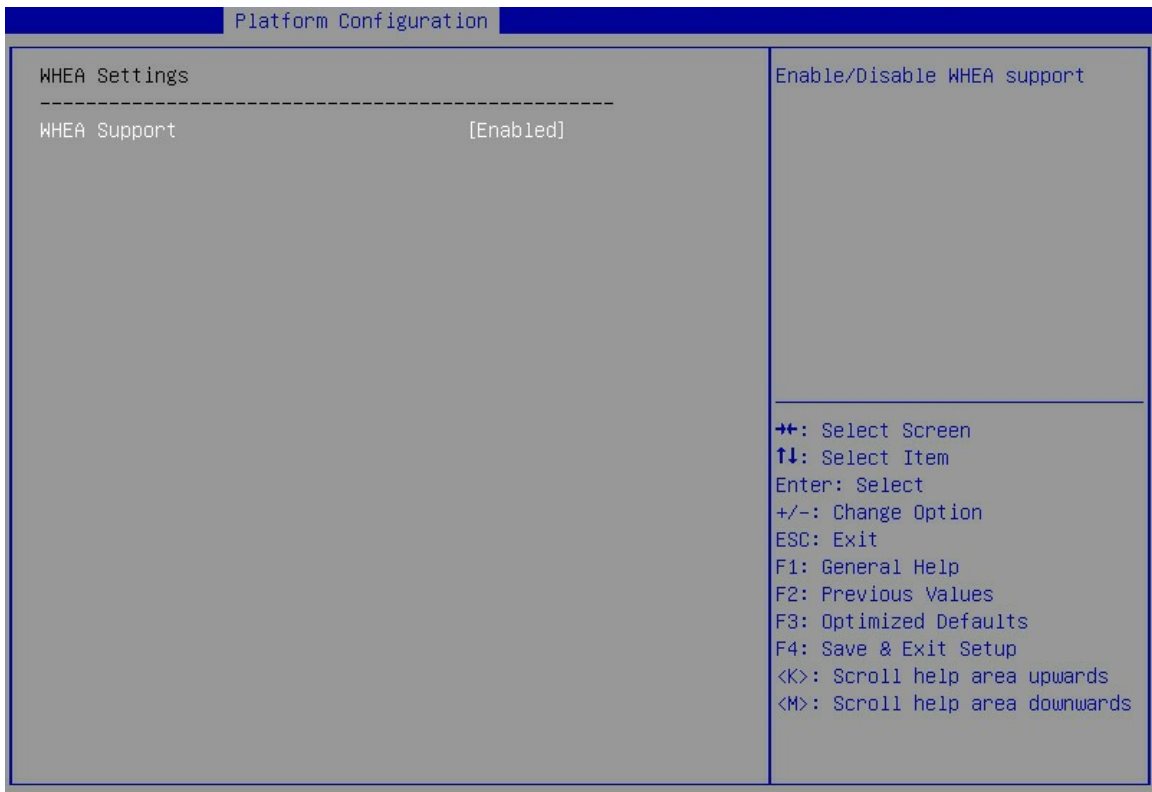 Platform Configuration
WHEA Settings
--------------------------------------------------
WHEA Support [Enabled]
Enable/Disable WHEA support
→←: Select Screen
↑↓: Select Item
Enter: Select
+/-: Change Option
ESC: Exit
F1: General Help
F2: Previous Values
F3: Optimized Defaults
F4: Save & Exit Setup
<K>: Scroll help area upwards
<M>: Scroll help area downwards